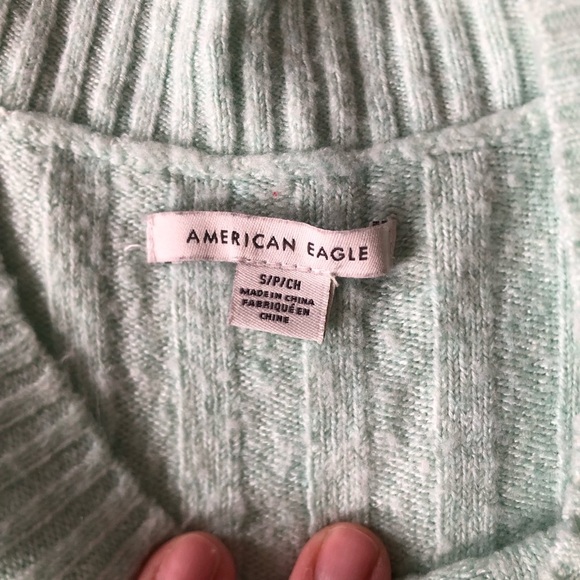 AMERICAN EAGLE
S/P/CH
MADE IN CHINA
FABRIQUÉ EN
CHINE